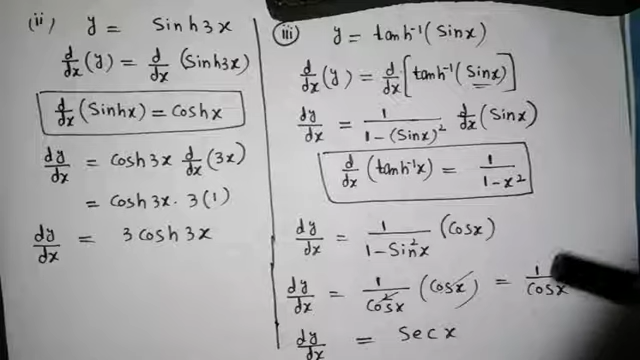 (ii) y = Sinh3x
d/dx (y) = d/dx (Sinh3x)
d/dx (Sinhx) = Coshx
dy/dx = Cosh3x d/dx (3x)
= Cosh3x · 3(1)
dy/dx = 3 Cosh3x
(iii) y = tanh⁻¹(Sinx)
d/dx (y) = d/dx [tanh⁻¹(Sinx)]
dy/dx = 1/(1-(Sinx)²) d/dx (Sinx)
d/dx (tanh⁻¹x) = 1/(1-x²)
dy/dx = 1/(1-Sin²x) (Cosx)
dy/dx = 1/Cos²x (Cosx) = 1/Cosx
dy/dx = Secx